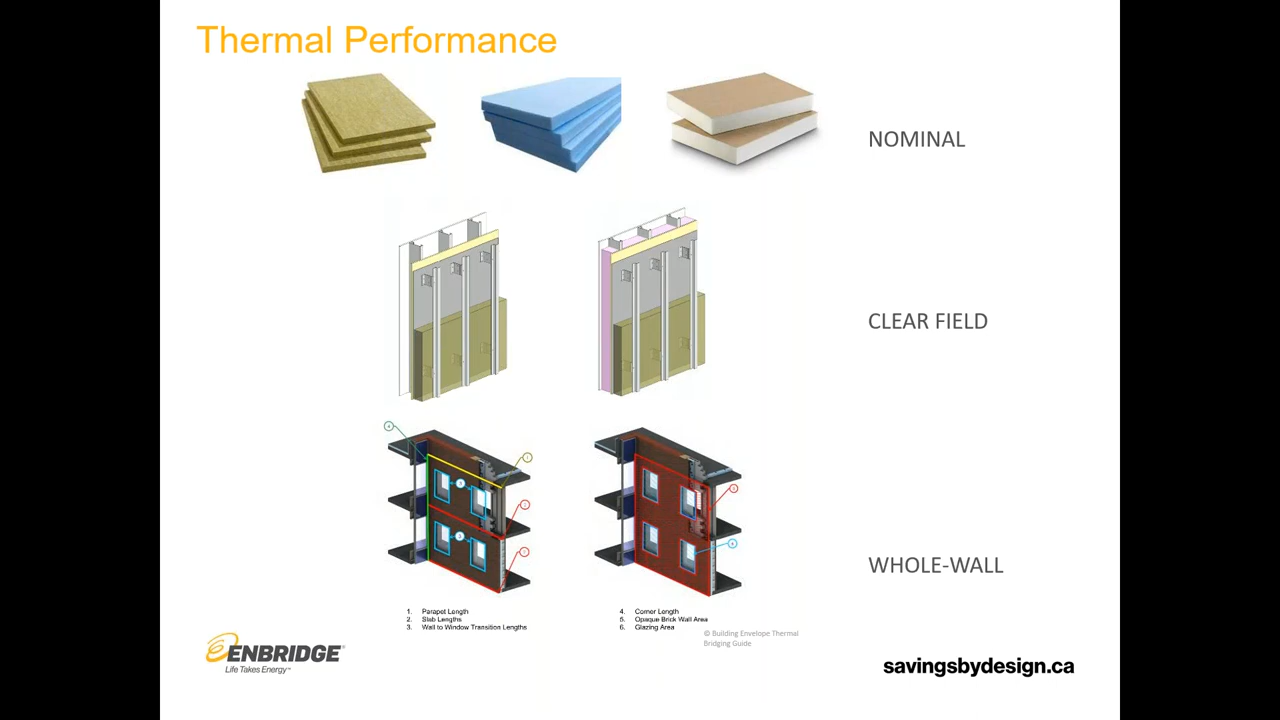 Thermal Performance
NOMINAL
CLEAR FIELD
WHOLE-WALL
1. Parapet Length
2. Slab Lengths
3. Wall to Window Transition Lengths
4. Corner Length
5. Opaque Brick Wall Area
6. Glazing Area
© Building Envelope Thermal
Bridging Guide
ENBRIDGE
Life Takes Energy™
savingsbydesign.ca